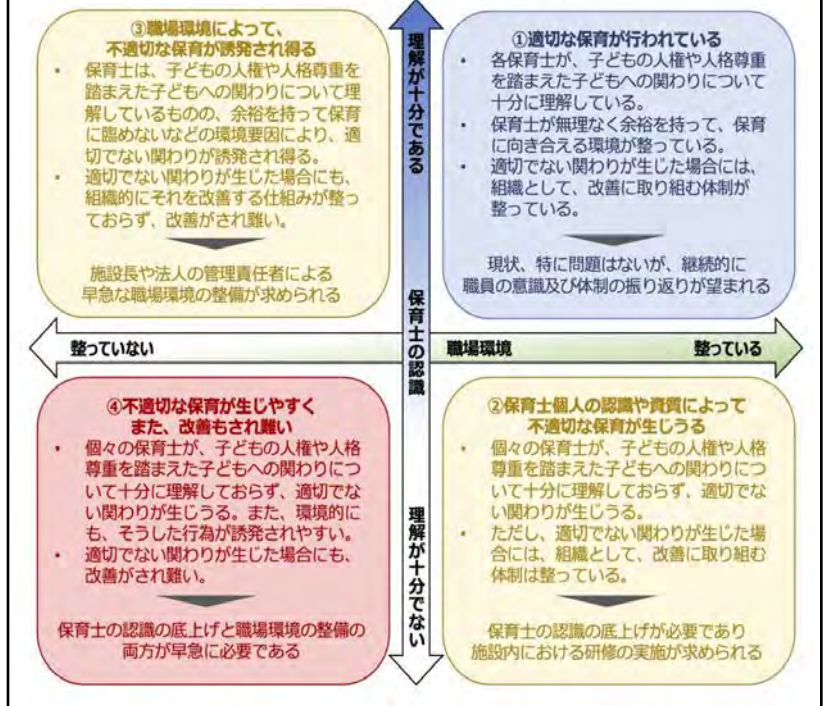 ③職場環境によって、
不適切な保育が誘発され得る
• 保育士は、子どもの人権や人格尊重を
踏まえた子どもへの関わりについて理
解しているものの、余裕を持って保育
に臨めないなどの環境要因により、適
切でない関わりが誘発され得る。
• 適切でない関わりが生じた場合にも、
組織的にそれを改善する仕組みが整っ
ておらず、改善がされ難い。
施設長や法人の管理責任者による
早急な職場環境の整備が求められる
理解が十分である
①適切な保育が行われている
• 各保育士が、子どもの人権や人格尊重
を踏まえた子どもへの関わりについて
十分に理解している。
• 保育士が無理なく余裕を持って、保育
に向き合える環境が整っている。
• 適切でない関わりが生じた場合には、
組織として、改善に取り組む体制が
整っている。
現状、特に問題はないが、継続的に
職員の意識及び体制の振り返りが望まれる
整っていない
保育士の認識
職場環境
整っている
④不適切な保育が生じやすく
また、改善もされ難い
• 個々の保育士が、子どもの人権や人格
尊重を踏まえた子どもへの関わりにつ
いて十分に理解しておらず、適切でな
い関わりが生じうる。また、環境的に
も、そうした行為が誘発されやすい。
• 適切でない関わりが生じた場合にも、
改善がされ難い。
保育士の認識の底上げと職場環境の整備の
両方が早急に必要である
理解が十分でない
②保育士個人の認識や資質によって
不適切な保育が生じうる
• 個々の保育士が、子どもの人権や人格
尊重を踏まえた子どもへの関わりにつ
いて十分に理解しておらず、適切でな
い関わりが生じうる。
• ただし、適切でない関わりが生じた場
合には、組織として、改善に取り組む
体制は整っている。
保育士の認識の底上げが必要であり
施設内における研修の実施が求められる